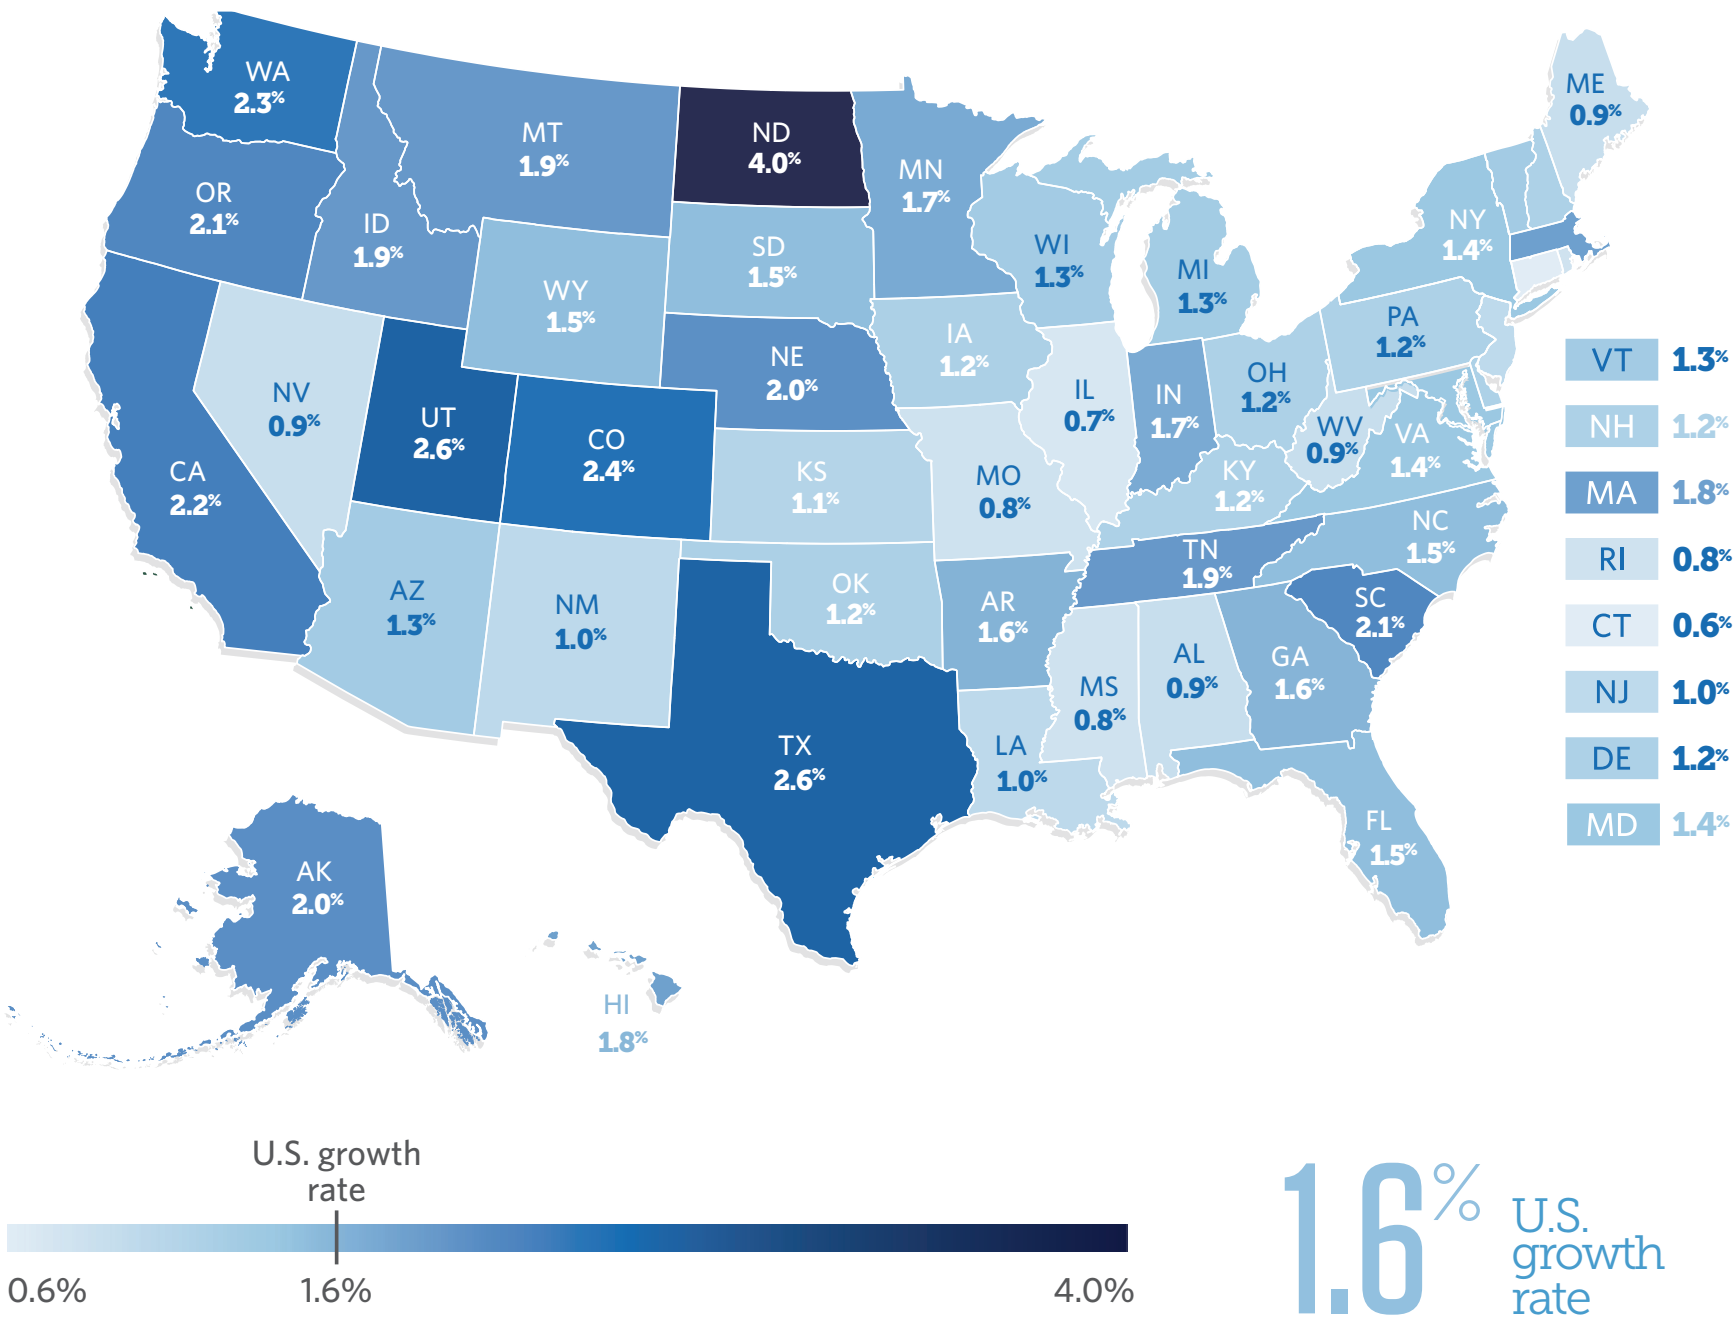 WA
2.3%
MT
1.9%
ND
4.0%
MN
1.7%
ME
0.9%
OR
2.1%
ID
1.9%
SD
1.5%
WI
1.3%
MI
1.3%
NY
1.4%
WY
1.5%
IA
1.2%
PA
1.2%
NE
2.0%
NV
0.9%
UT
2.6%
CO
2.4%
IL
0.7%
IN
1.7%
OH
1.2%
WV
0.9%
VA
1.4%
CA
2.2%
KS
1.1%
MO
0.8%
KY
1.2%
NC
1.5%
TN
1.9%
AZ
1.3%
NM
1.0%
OK
1.2%
AR
1.6%
SC
2.1%
MS
0.8%
AL
0.9%
GA
1.6%
TX
2.6%
LA
1.0%
FL
1.5%
AK
2.0%
HI
1.8%
VT 1.3%
NH 1.2%
MA 1.8%
RI 0.8%
CT 0.6%
NJ 1.0%
DE 1.2%
MD 1.4%
U.S. growth
rate
0.6% 1.6% 4.0%
1.6%
U.S.
growth
rate